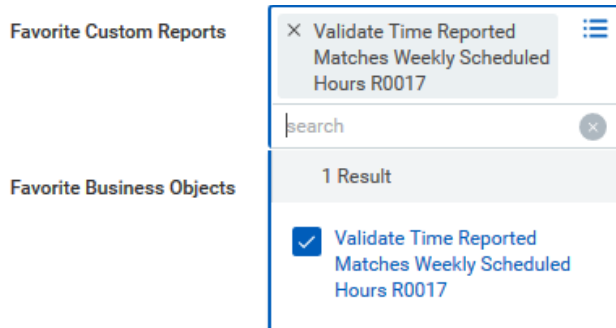 Favorite Custom Reports
× Validate Time Reported
Matches Weekly Scheduled
Hours R0017
search
Favorite Business Objects
1 Result
Validate Time Reported
Matches Weekly Scheduled
Hours R0017